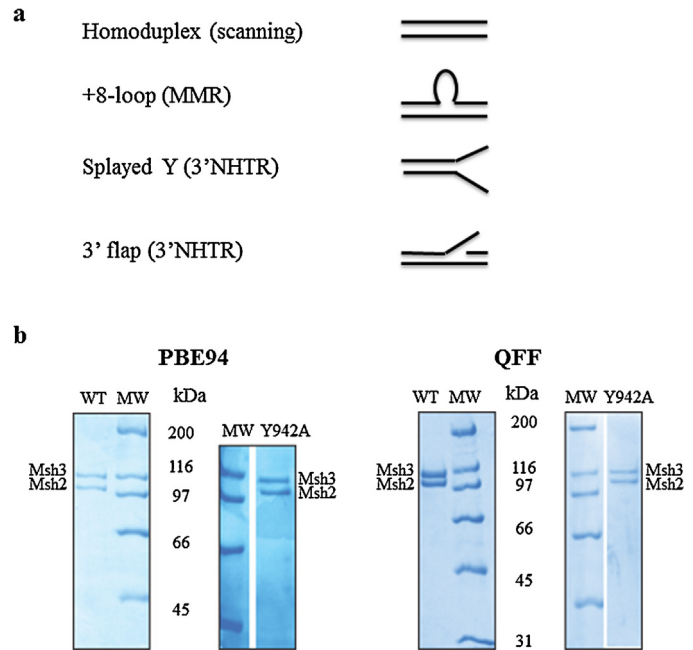 a
Homoduplex (scanning)
+8-loop (MMR)
Splayed Y (3'NHTR)
3' flap (3'NHTR)
b
PBE94
WT MW kDa
Msh3
Msh2
200
116
97
66
45
MW Y942A
Msh3
Msh2
QFF
WT MW kDa
Msh3
Msh2
200
116
97
66
45
31
MW Y942A
Msh3
Msh2